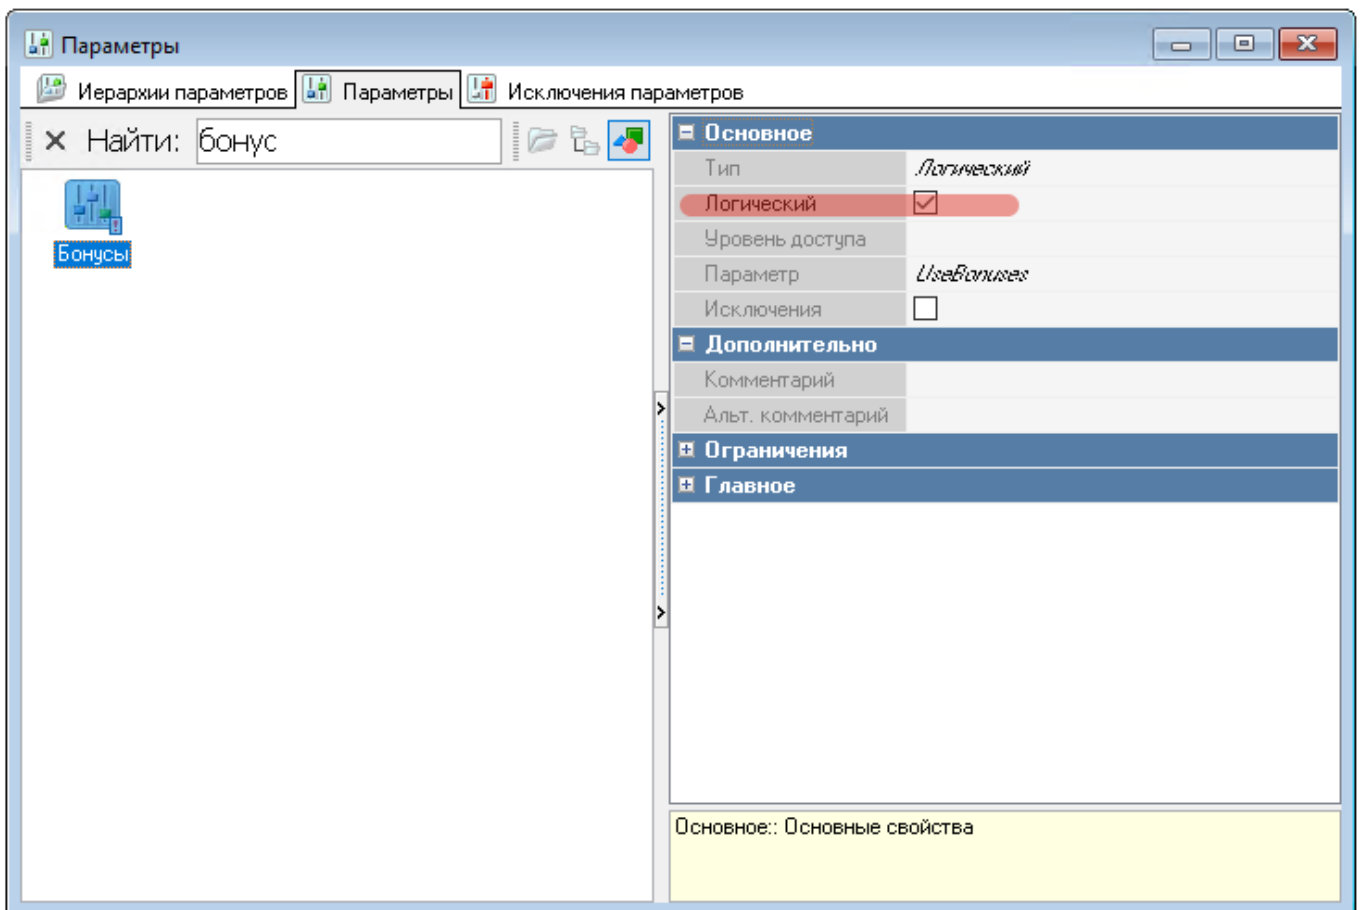 Параметры
Иерархии параметров Параметры Исключения параметров
Найти: бонус
Бонусы
Основное
Тип Логический
Логический
Уровень доступа
Параметр UseBonuses
Исключения
Дополнительно
Комментарий
Альт. комментарий
Ограничения
Главное
Основное:: Основные свойства